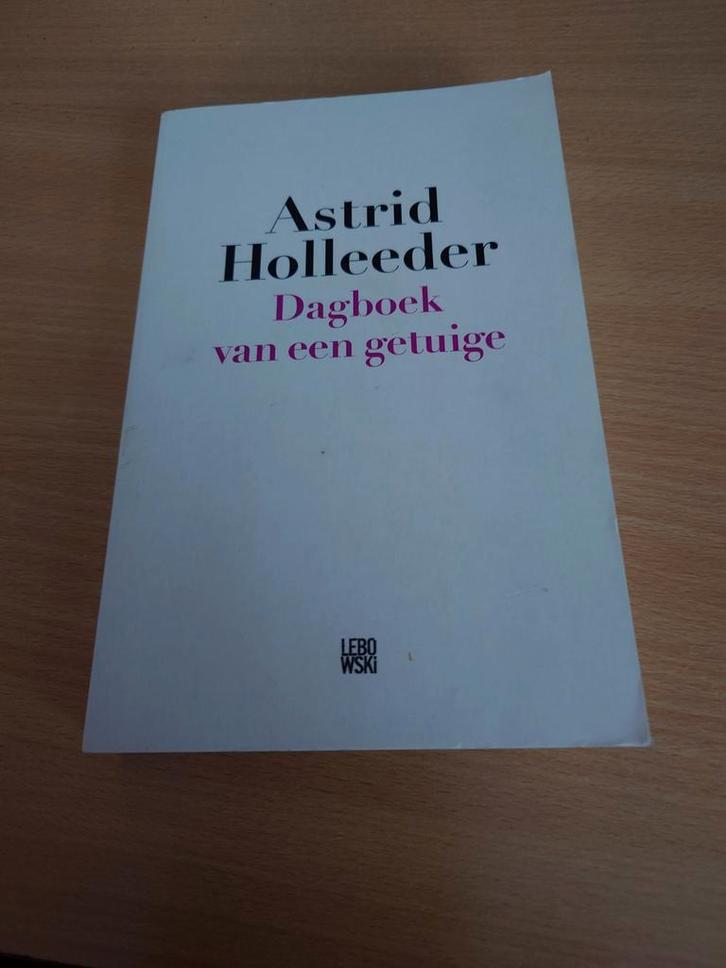 Astrid
Holleeder
Dagboek
van een getuige
LEBO
WSKi